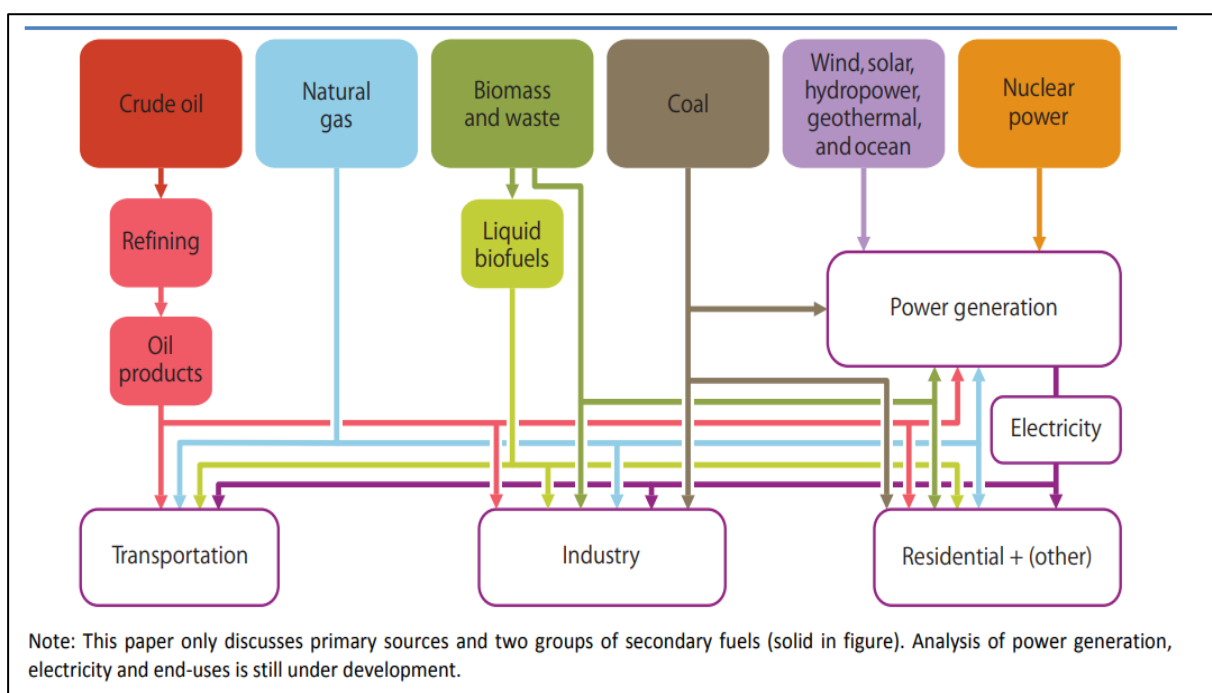 Crude oil
Natural
gas
Biomass
and waste
Coal
Wind, solar,
hydropower,
geothermal,
and ocean
Nuclear
power
Refining
Liquid
biofuels
Power generation
Oil
products
Electricity
Transportation
Industry
Residential + (other)
Note: This paper only discusses primary sources and two groups of secondary fuels (solid in figure). Analysis of power generation,
electricity and end-uses is still under development.